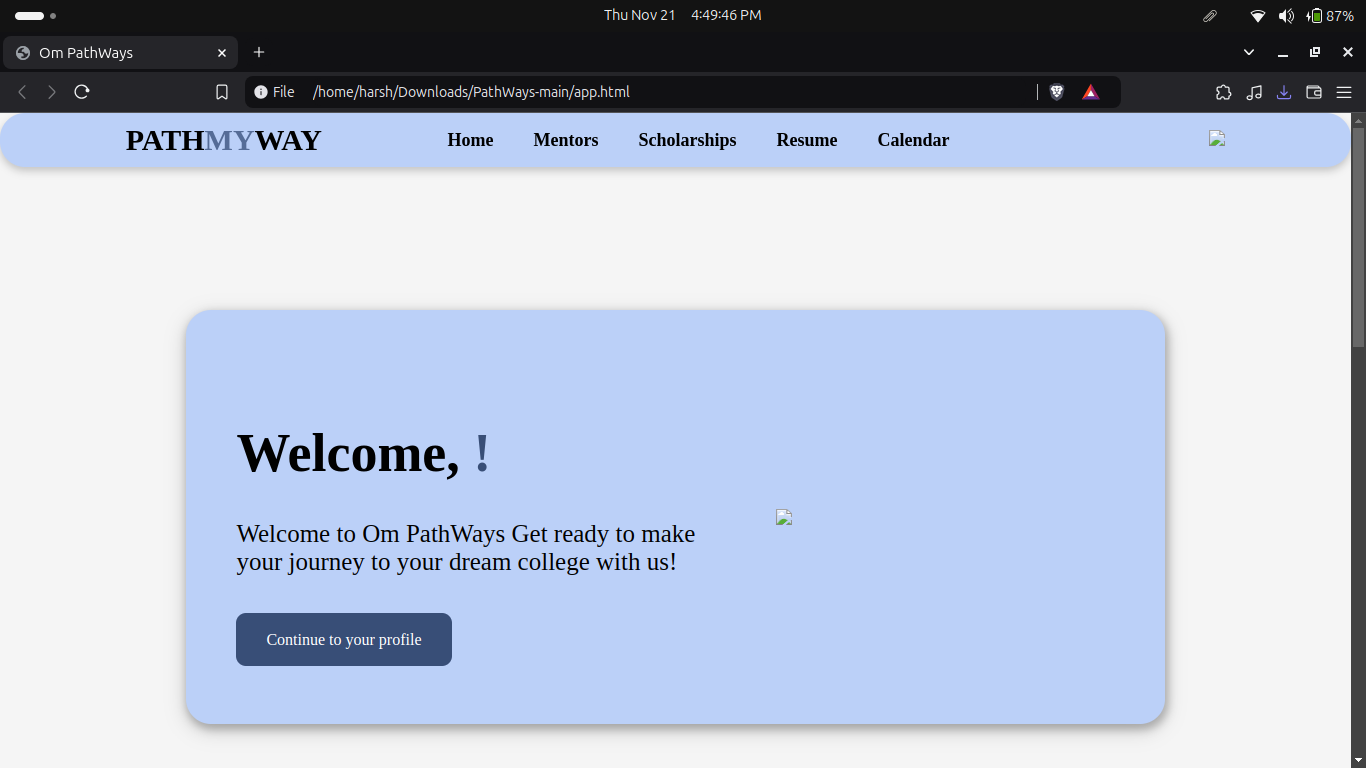 Thu Nov 21 4:49:46 PM
87%
Om PathWays
File /home/harsh/Downloads/PathWays-main/app.html
PATHMYWAY Home Mentors Scholarships Resume Calendar
Welcome, !
Welcome to Om PathWays Get ready to make
your journey to your dream college with us!
Continue to your profile